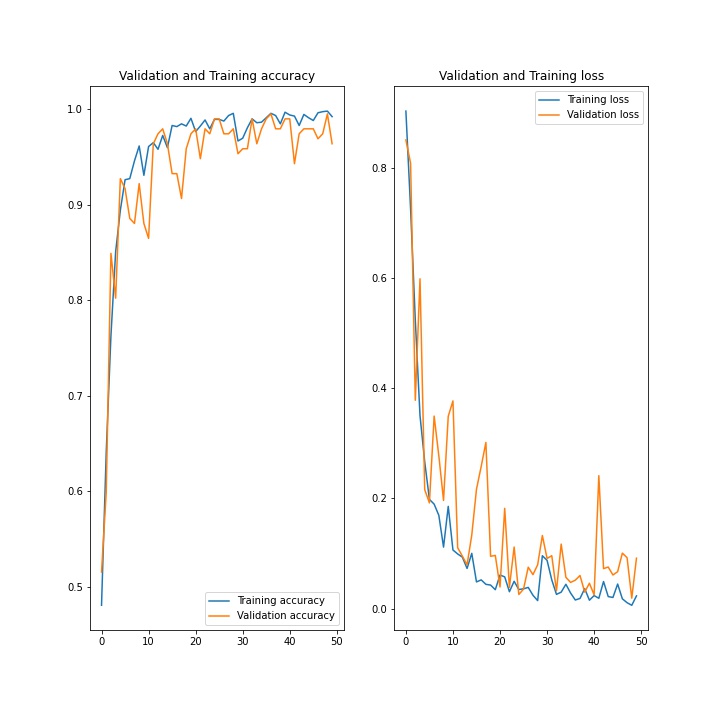 Validation and Training accuracy
1.0
0.9
0.8
0.7
0.6
0.5
0 10 20 30 40 50
Training accuracy
Validation accuracy
Validation and Training loss
Training loss
Validation loss
0.8
0.6
0.4
0.2
0.0
0 10 20 30 40 50